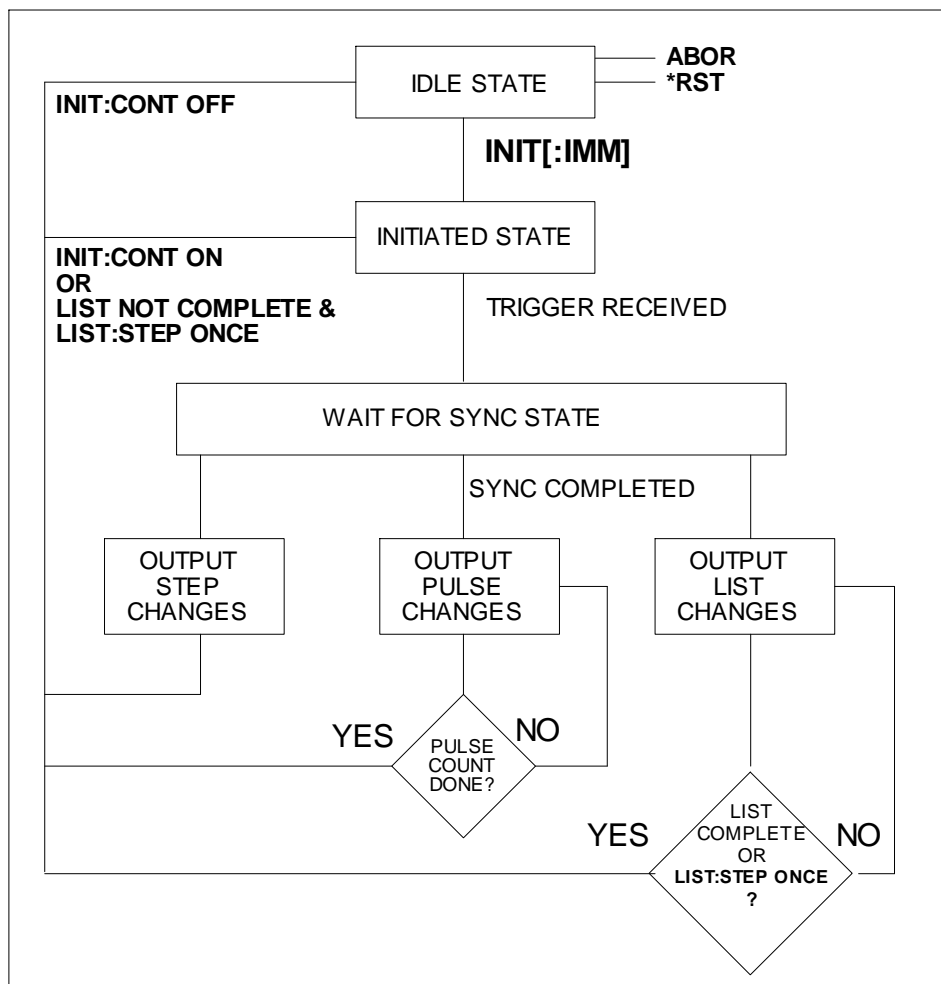 ABOR
IDLE STATE
*RST
INIT:CONT OFF
INIT[:IMM]
INITIATED STATE
INIT:CONT ON
OR
LIST NOT COMPLETE &
LIST:STEP ONCE
TRIGGER RECEIVED
WAIT FOR SYNC STATE
SYNC COMPLETED
OUTPUT
STEP
CHANGES
OUTPUT
PULSE
CHANGES
OUTPUT
LIST
CHANGES
YES
NO
PULSE
COUNT
DONE?
YES
NO
LIST
COMPLETE
OR
LIST:STEP ONCE
?